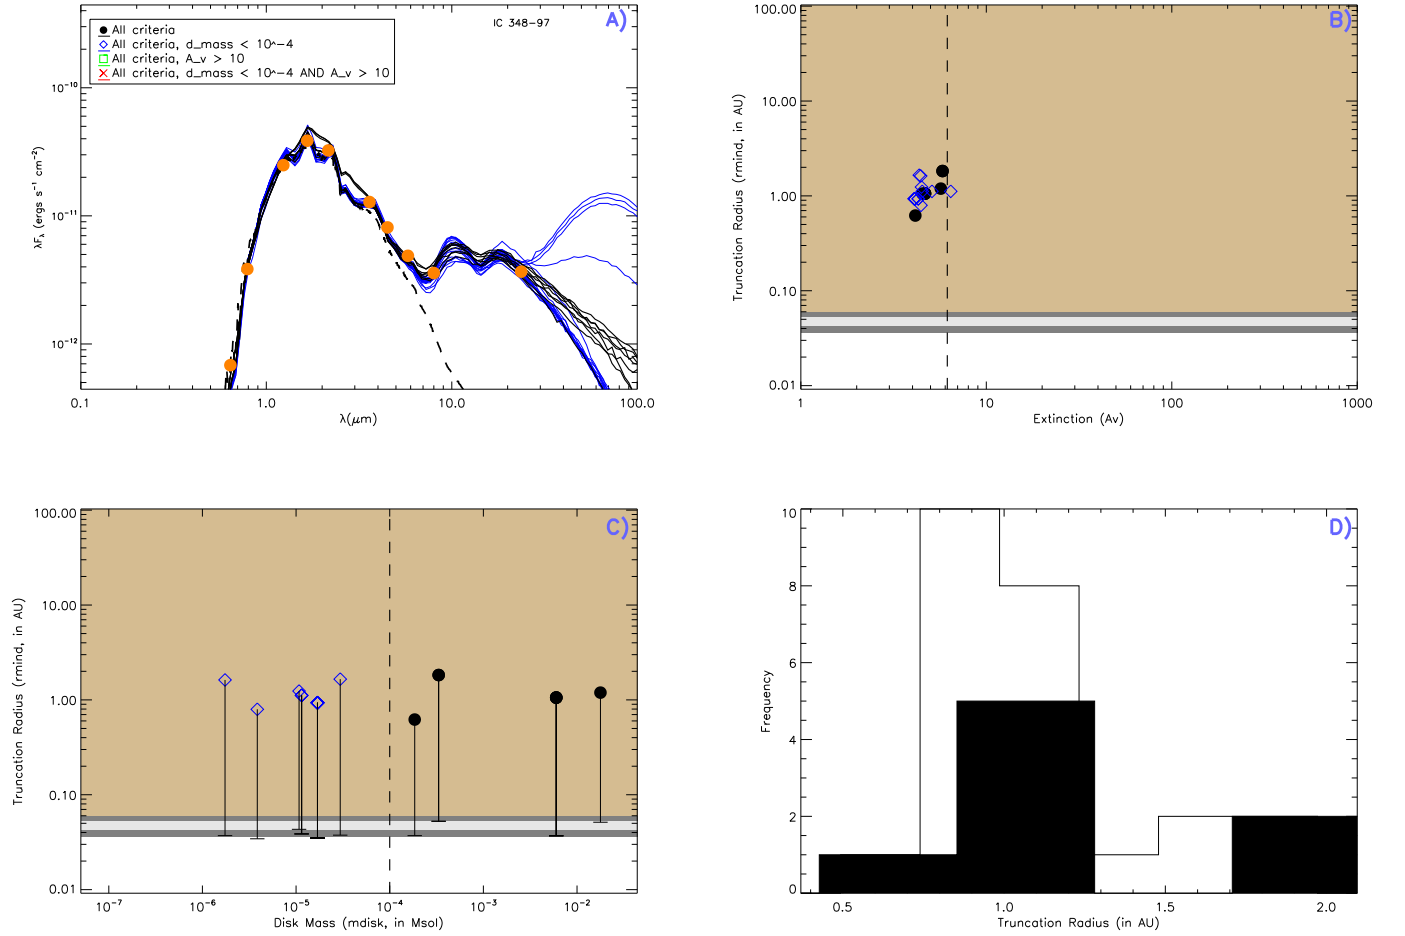 A)
IC 348-97
All criteria
All criteria, d_mass < 10^-4
All criteria, A_v > 10
All criteria, d_mass < 10^-4 AND A_v > 10
10⁻¹⁰
10⁻¹¹
10⁻¹²
λFλ (ergs s⁻¹ cm⁻²)
0.1
1.0
10.0
100.0
λ(μm)
B)
100.00
10.00
1.00
0.10
0.01
Truncation Radius (rmind, in AU)
1
10
100
1000
Extinction (Av)
C)
100.00
10.00
1.00
0.10
0.01
Truncation Radius (rmind, in AU)
10⁻⁷
10⁻⁶
10⁻⁵
10⁻⁴
10⁻³
10⁻²
Disk Mass (mdisk, in Msol)
D)
10
8
6
4
2
0
Frequency
0.5
1.0
1.5
2.0
Truncation Radius (in AU)